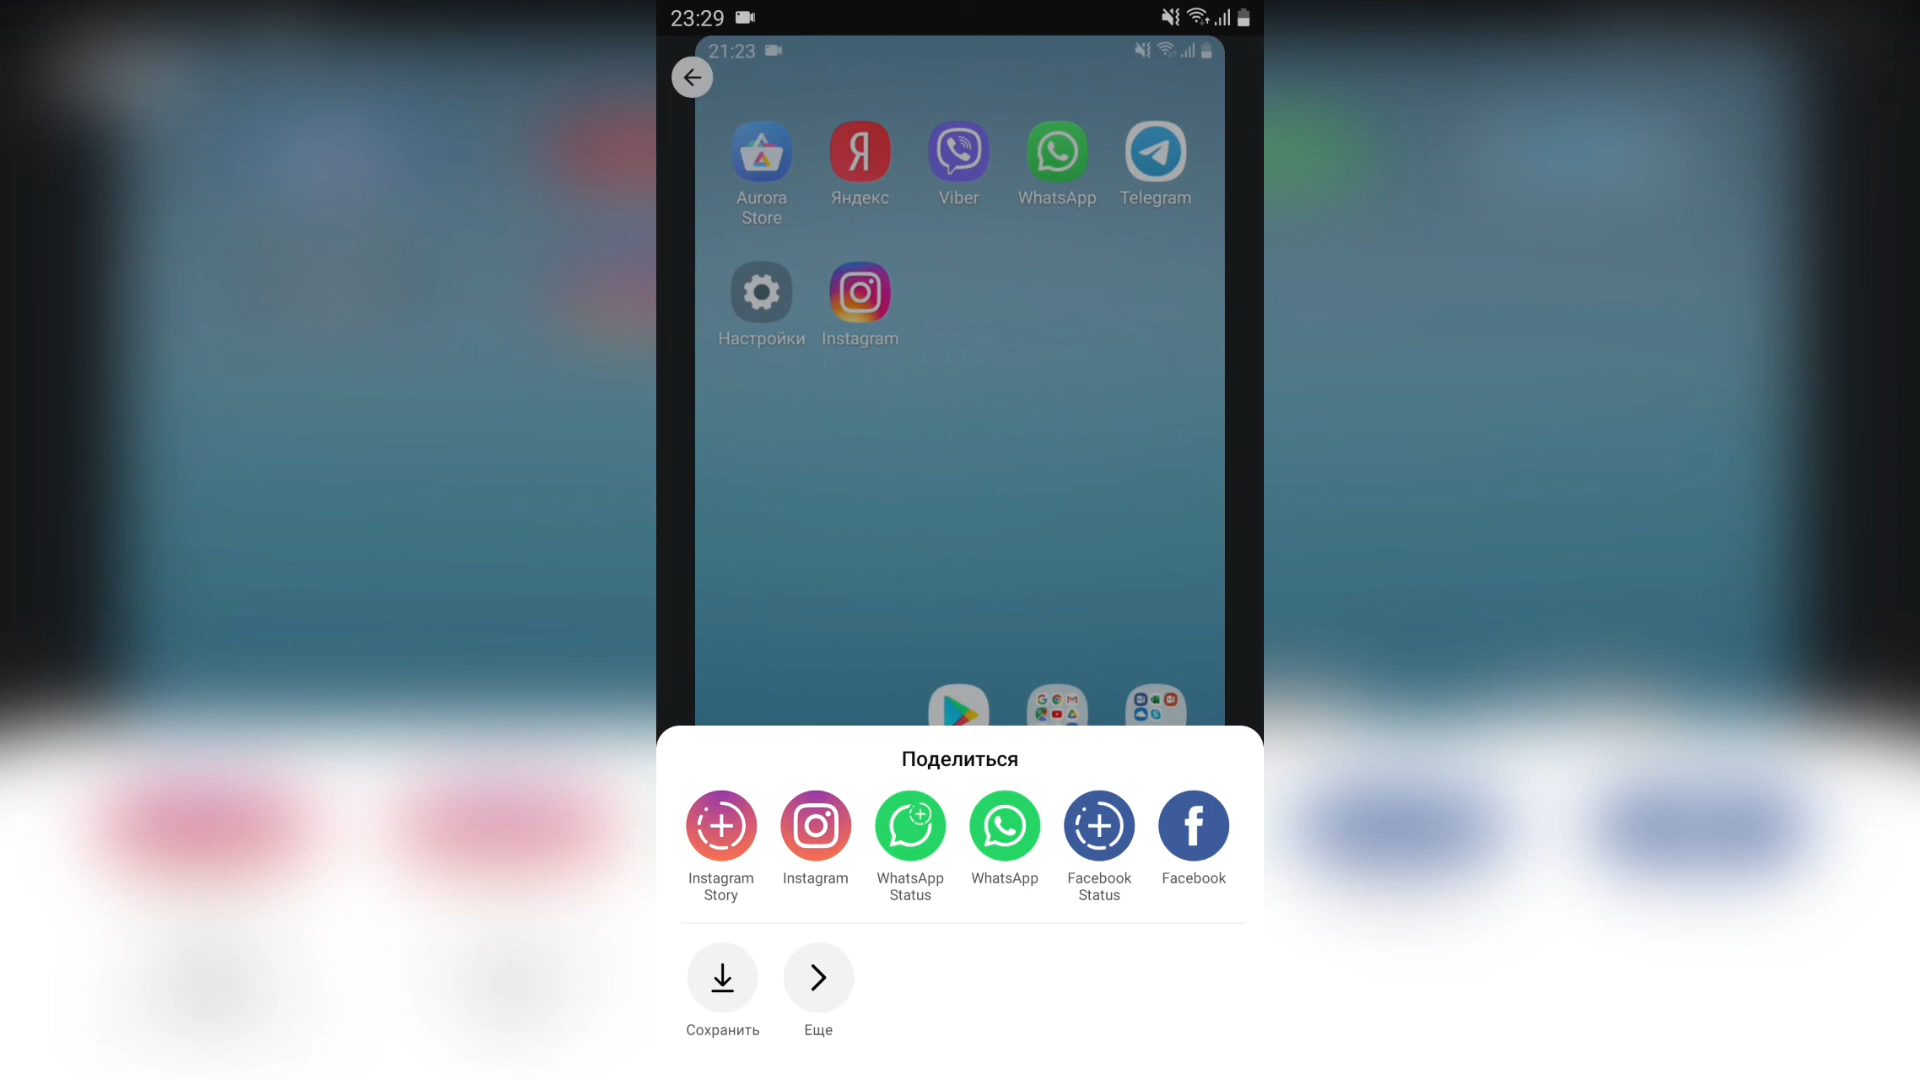 23:29
21:23
Aurora
Store
Яндекс
Viber
WhatsApp
Telegram
Настройки
Instagram
Поделиться
Instagram
Story
Instagram
WhatsApp
Status
WhatsApp
Facebook
Status
Facebook
Сохранить
Еще